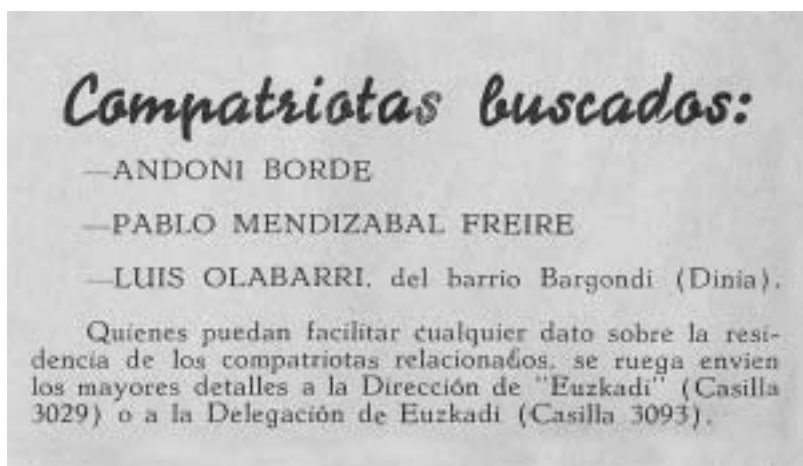 Compatriotas buscados:
—ANDONI BORDE
—PABLO MENDIZABAL FREIRE
—LUIS OLABARRI, del barrio Bargondi (Dinia).
Quienes puedan facilitar cualquier dato sobre la resi-
dencia de los compatriotas relacionados, se ruega envien
los mayores detalles a la Dirección de "Euzkadi" (Casilla
3029) o a la Delegación de Euzkadi (Casilla 3093).